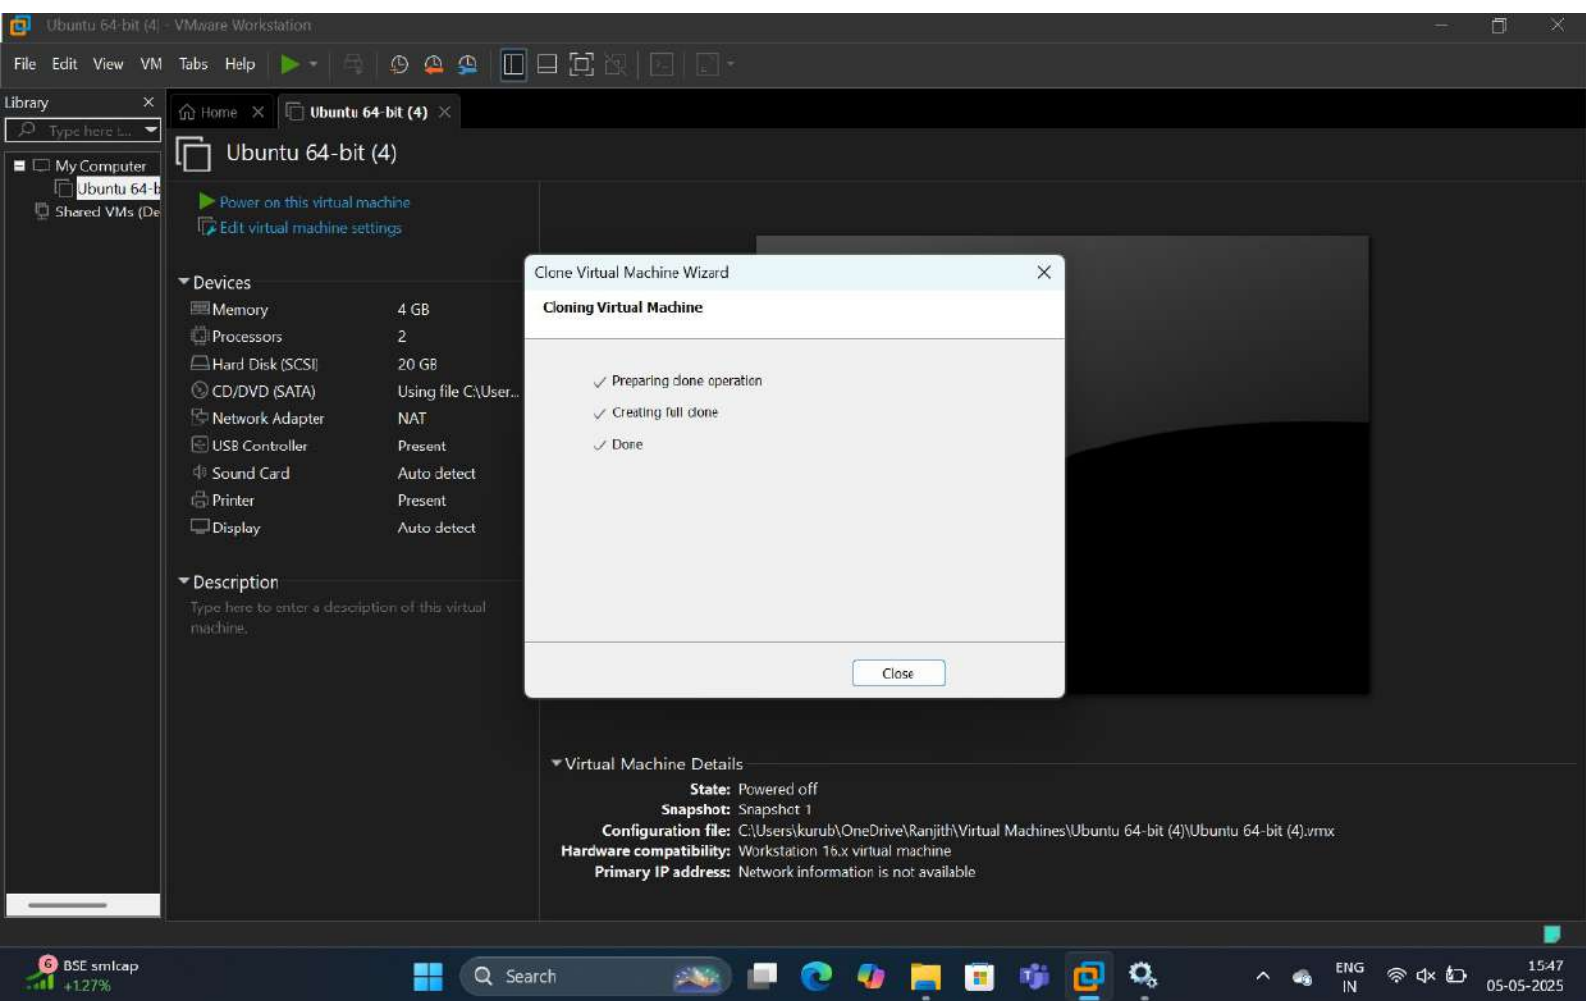 Ubuntu 64-bit (4) - VMware Workstation
File Edit View VM Tabs Help
Library
Type here t...
My Computer
Ubuntu 64-b
Shared VMs (De
Home
Ubuntu 64-bit (4)
Ubuntu 64-bit (4)
Power on this virtual machine
Edit virtual machine settings
Devices
Memory 4 GB
Processors 2
Hard Disk (SCSI) 20 GB
CD/DVD (SATA) Using file C:\User...
Network Adapter NAT
USB Controller Present
Sound Card Auto detect
Printer Present
Display Auto detect
Description
Type here to enter a description of this virtual
machine.
Clone Virtual Machine Wizard
Cloning Virtual Machine
Preparing clone operation
Creating full clone
Done
Close
Virtual Machine Details
State: Powered off
Snapshot: Snapshot 1
Configuration file: C:\Users\kurub\OneDrive\Ranjith\Virtual Machines\Ubuntu 64-bit (4)\Ubuntu 64-bit (4).vmx
Hardware compatibility: Workstation 16.x virtual machine
Primary IP address: Network information is not available
6
BSE smlcap
+1.27%
Search
ENG
IN
15:47
05-05-2025